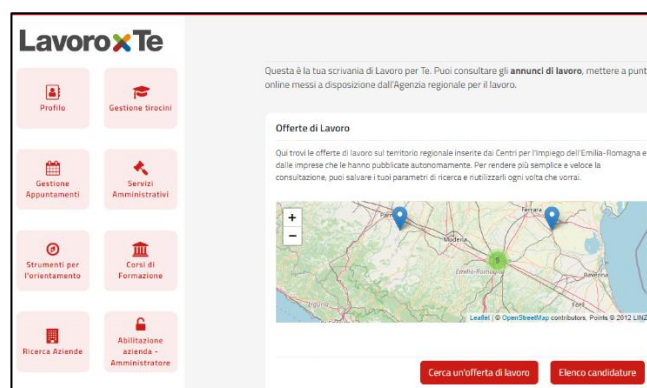 Lavoro×Te
Profilo
Gestione tirocini
Gestione
Appuntamenti
Servizi
Amministrativi
Strumenti per
l'orientamento
Corsi di
Formazione
Ricerca Aziende
Abilitazione
azienda -
Amministratore
Questa è la tua scrivania di Lavoro per Te. Puoi consultare gli annunci di lavoro, mettere a punt
online messi a disposizione dall'Agenzia regionale per il lavoro.
Offerte di Lavoro
Qui trovi le offerte di lavoro sul territorio regionale inserite dai Centri per l'Impiego dell'Emilia-Romagna e
dalle imprese che le hanno pubblicate autonomamente. Per rendere più semplice e veloce la
consultazione, puoi salvare i tuoi parametri di ricerca e riutilizzarli ogni volta che vorrai.
+
−
Ferrara
Modena
Emilia-Romagna
Ravenna
Forlì
Leaflet | © OpenStreetMap contributors, Points © 2012 LINZ
Cerca un'offerta di lavoro
Elenco candidature